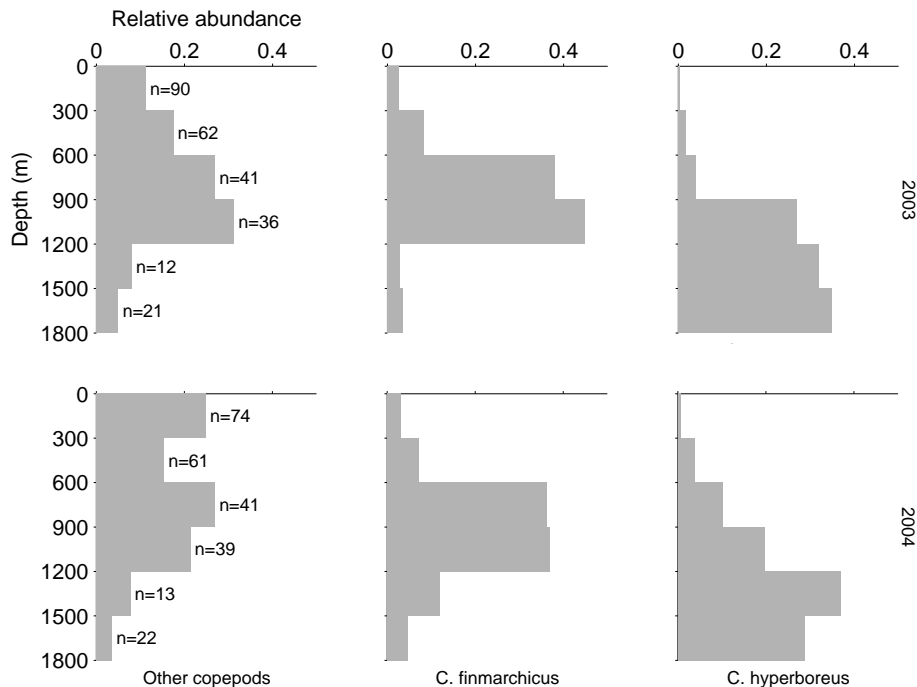 Relative abundance
0 0.2 0.4 0 0.2 0.4 0 0.2 0.4
0
300
600
900
1200
1500
1800
Depth (m)
n=90
n=62
n=41
n=36
n=12
n=21
2003
0
300
600
900
1200
1500
1800
n=74
n=61
n=41
n=39
n=13
n=22
2004
Other copepods C. finmarchicus C. hyperboreus